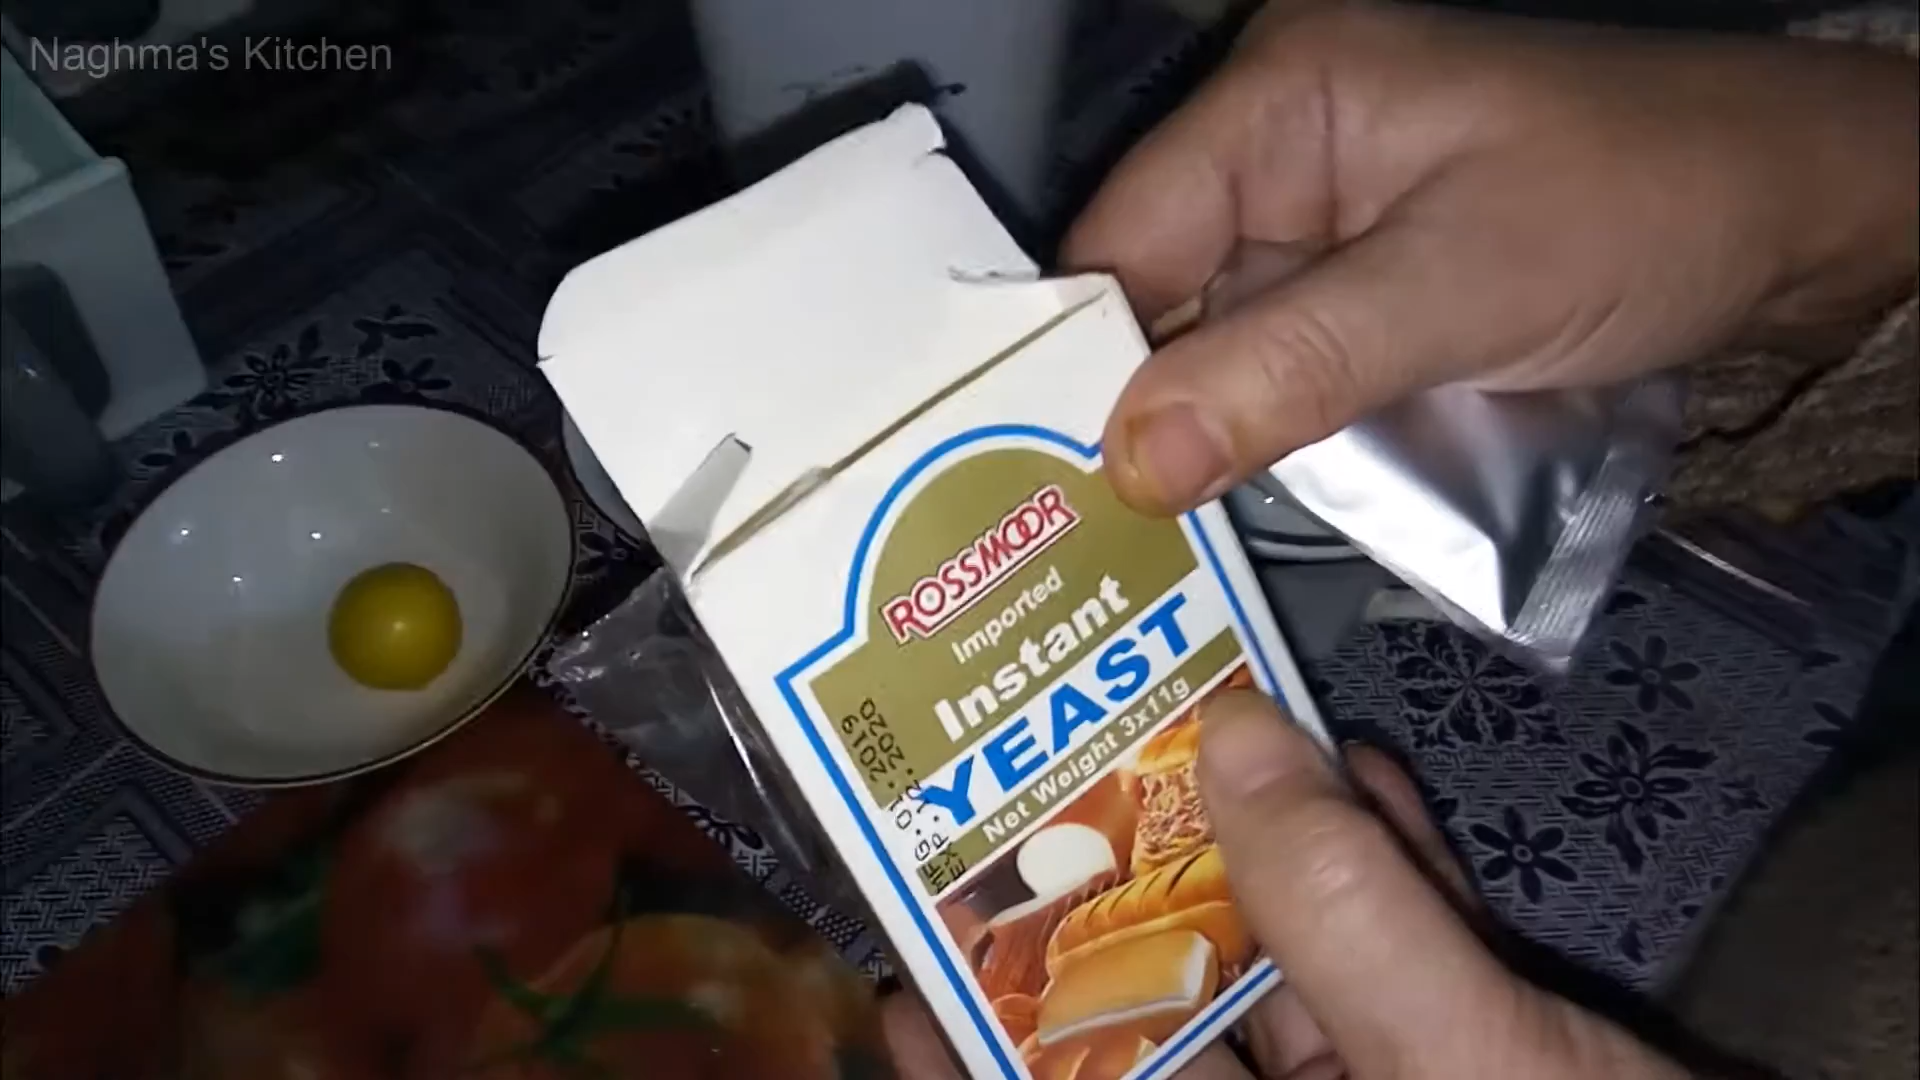 Naghma's Kitchen
ROSSMOOR
Imported
Instant
YEAST
Net Weight 3x11g
MFG. 01. 2019
EXP. 12. 2020